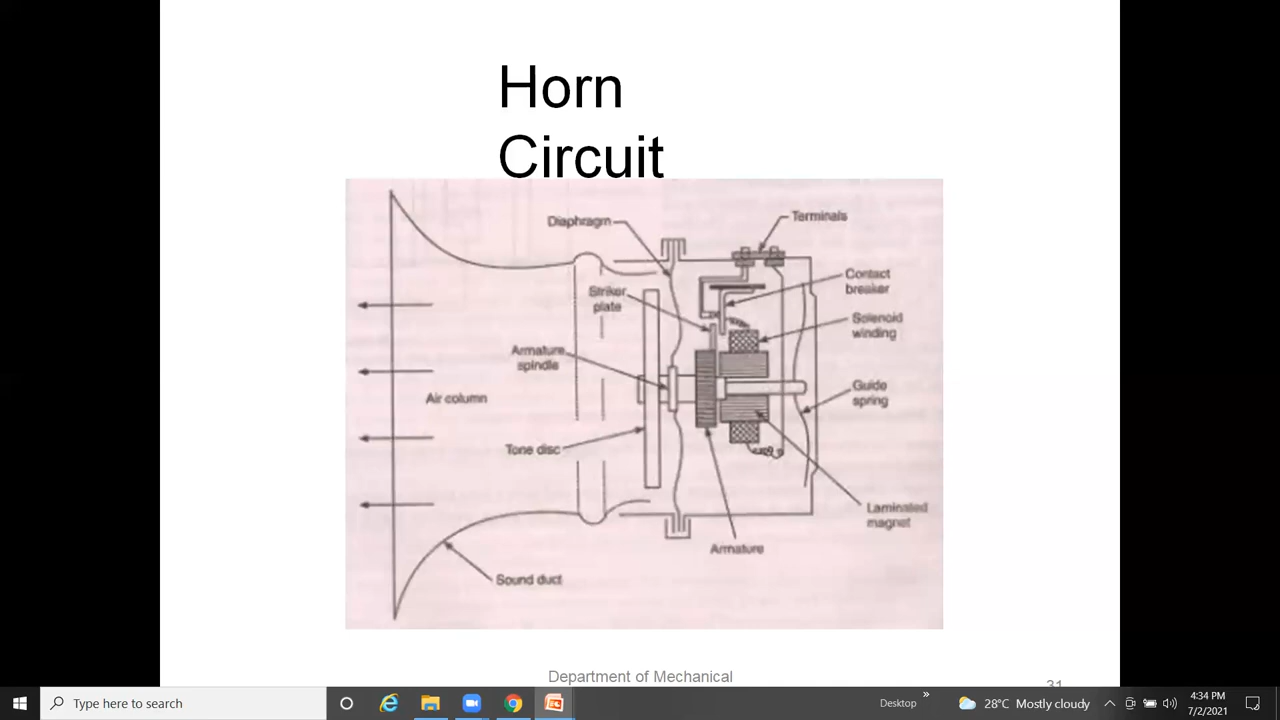 Horn
Circuit
Diaphragm
Terminals
Contact
breaker
Striker
plate
Solenoid
winding
Armature
spindle
Guide
spring
Air column
Tone disc
Laminated
magnet
Armature
Sound duct
Department of Mechanical
31
Type here to search
Desktop
»
28°C Mostly cloudy
4:34 PM
7/2/2021